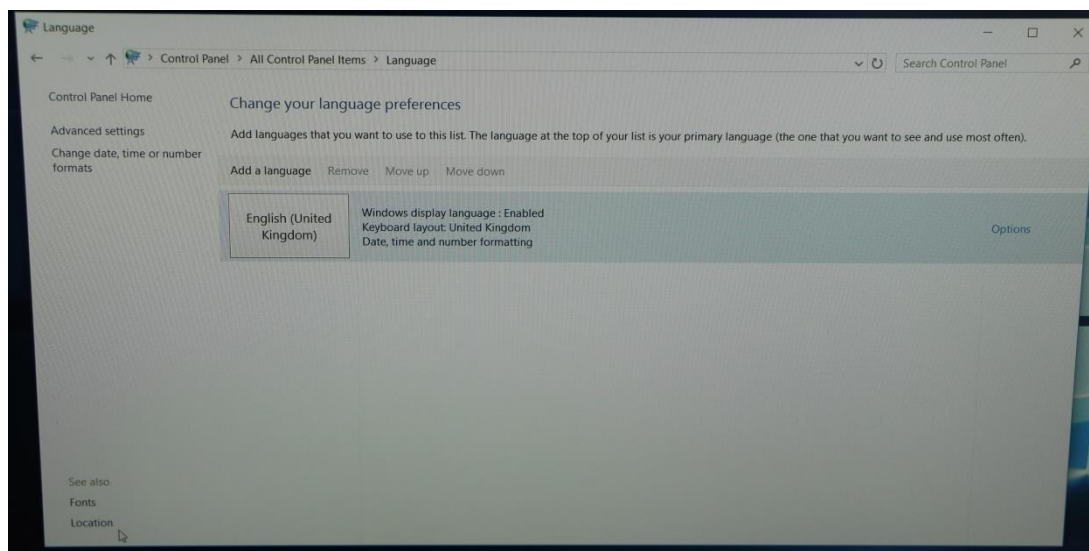 Language
Control Panel > All Control Panel Items > Language
Search Control Panel
Control Panel Home
Advanced settings
Change date, time or number
formats
Change your language preferences
Add languages that you want to use to this list. The language at the top of your list is your primary language (the one that you want to see and use most often).
Add a language Remove Move up Move down
English (United
Kingdom)
Windows display language : Enabled
Keyboard layout: United Kingdom
Date, time and number formatting
Options
See also
Fonts
Location